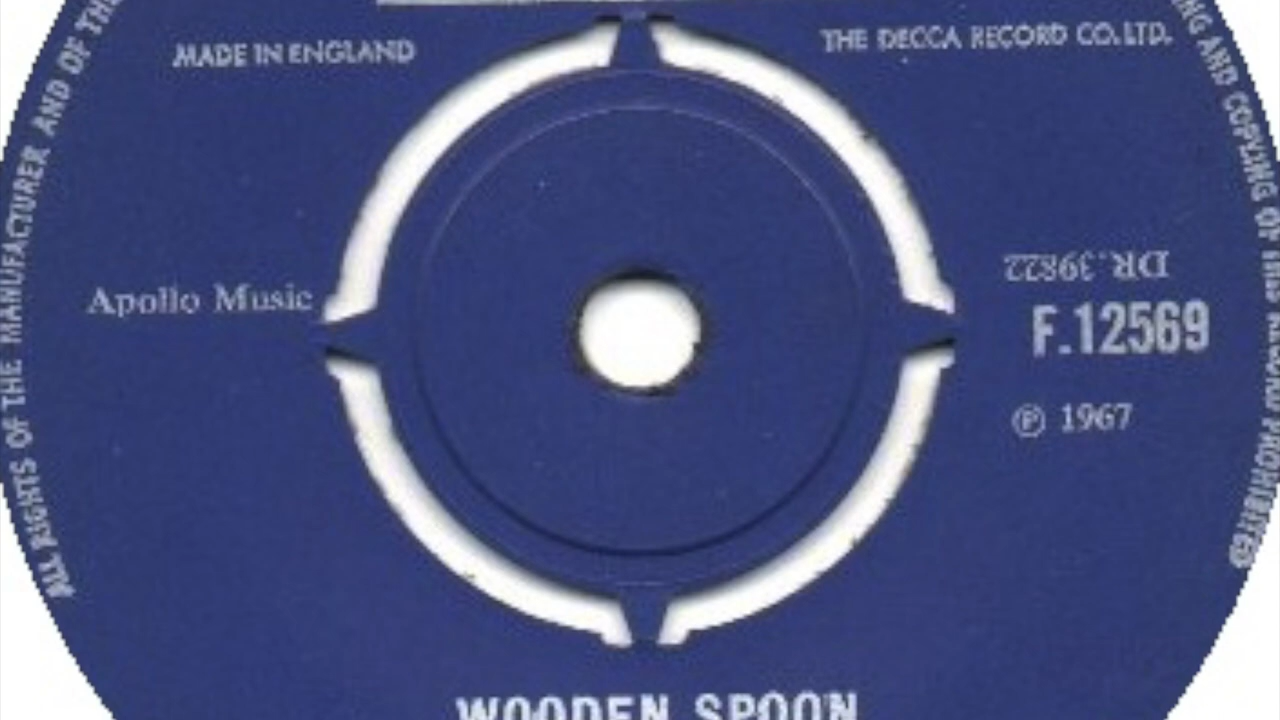 MADE IN ENGLAND
THE DECCA RECORD CO. LTD.
ALL RIGHTS OF THE MANUFACTURER AND OF THE
NG AND COPYING OF THIS RECORD PROHIBITED
Apollo Music
DR.39822
F.12569
℗ 1967
WOODEN SPOON